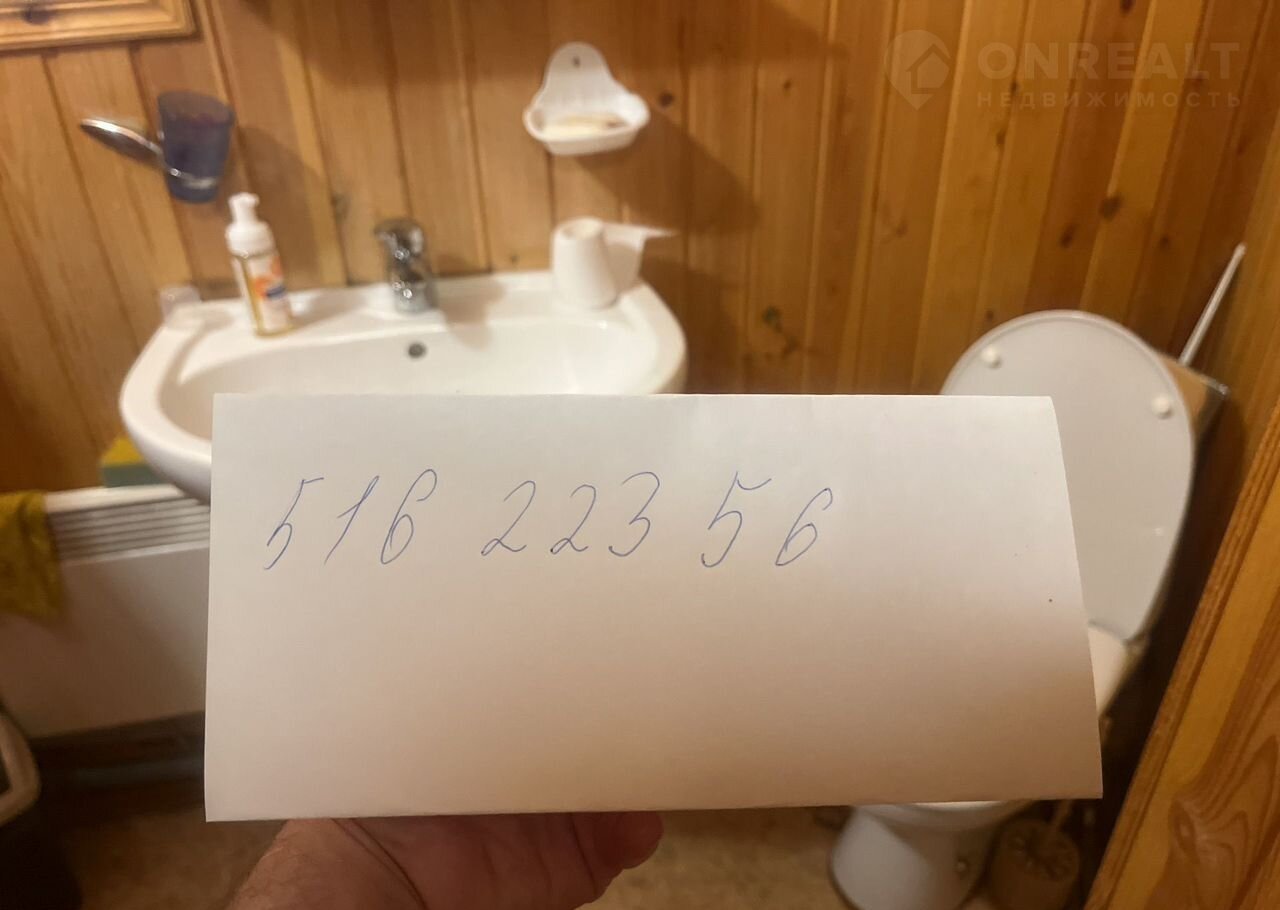 ONREALT
НЕДВИЖИМОСТЬ
516 223 56